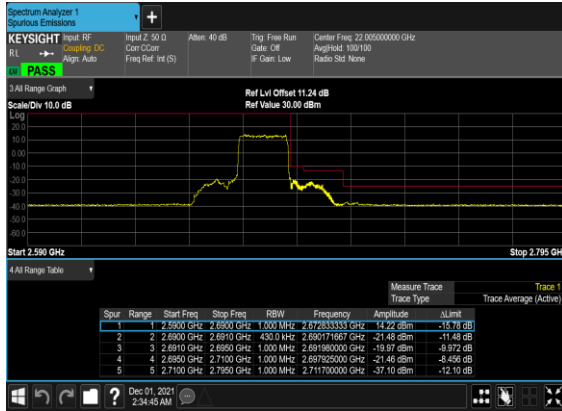 Spectrum Analyzer 1
Spurious Emissions
KEYSIGHT Input: RF Input Z: 50 Ω Atten: 40 dB Trig: Free Run Center Freq: 22.005000000 GHz
RL Coupling: DC Corr CCorr Gate: Off Avg|Hold: 100/100
Align: Auto Freq Ref: Int (S) IF Gain: Low Radio Std: None
PASS
3 All Range Graph
Ref Lvl Offset 11.24 dB
Scale/Div 10.0 dB Ref Value 30.00 dBm
Log
20.0
10.0
0.00
-10.0
-20.0
-30.0
-40.0
-50.0
-60.0
Start 2.590 GHz Stop 2.795 GHz
4 All Range Table
Measure Trace Trace 1
Trace Type Trace Average (Active)
Spur Range Start Freq Stop Freq RBW Frequency Amplitude ΔLimit
1 1 2.5900 GHz 2.6900 GHz 1.000 MHz 2.672833333 GHz 14.22 dBm -15.78 dB
2 2 2.6900 GHz 2.6910 GHz 430.0 kHz 2.690171667 GHz -21.48 dBm -11.48 dB
3 3 2.6910 GHz 2.6950 GHz 1.000 MHz 2.691980000 GHz -19.97 dBm -9.972 dB
4 4 2.6950 GHz 2.7100 GHz 1.000 MHz 2.697925000 GHz -21.46 dBm -8.456 dB
5 5 2.7100 GHz 2.7950 GHz 1.000 MHz 2.711700000 GHz -37.10 dBm -12.10 dB
Dec 01, 2021
2:34:45 AM